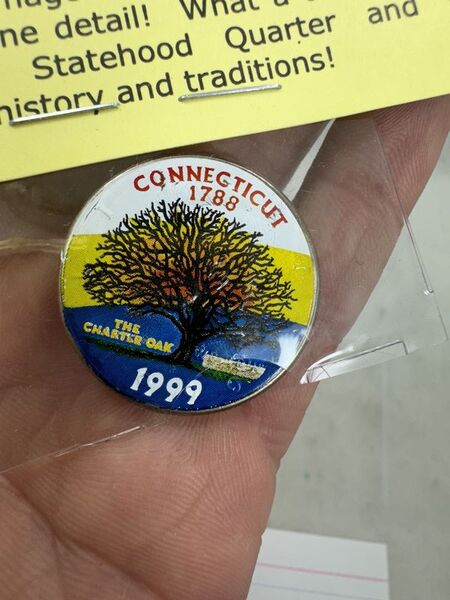 ne detail! What a
Statehood Quarter and
history and traditions!
CONNECTICUT
1788
THE
CHARTER OAK
1999